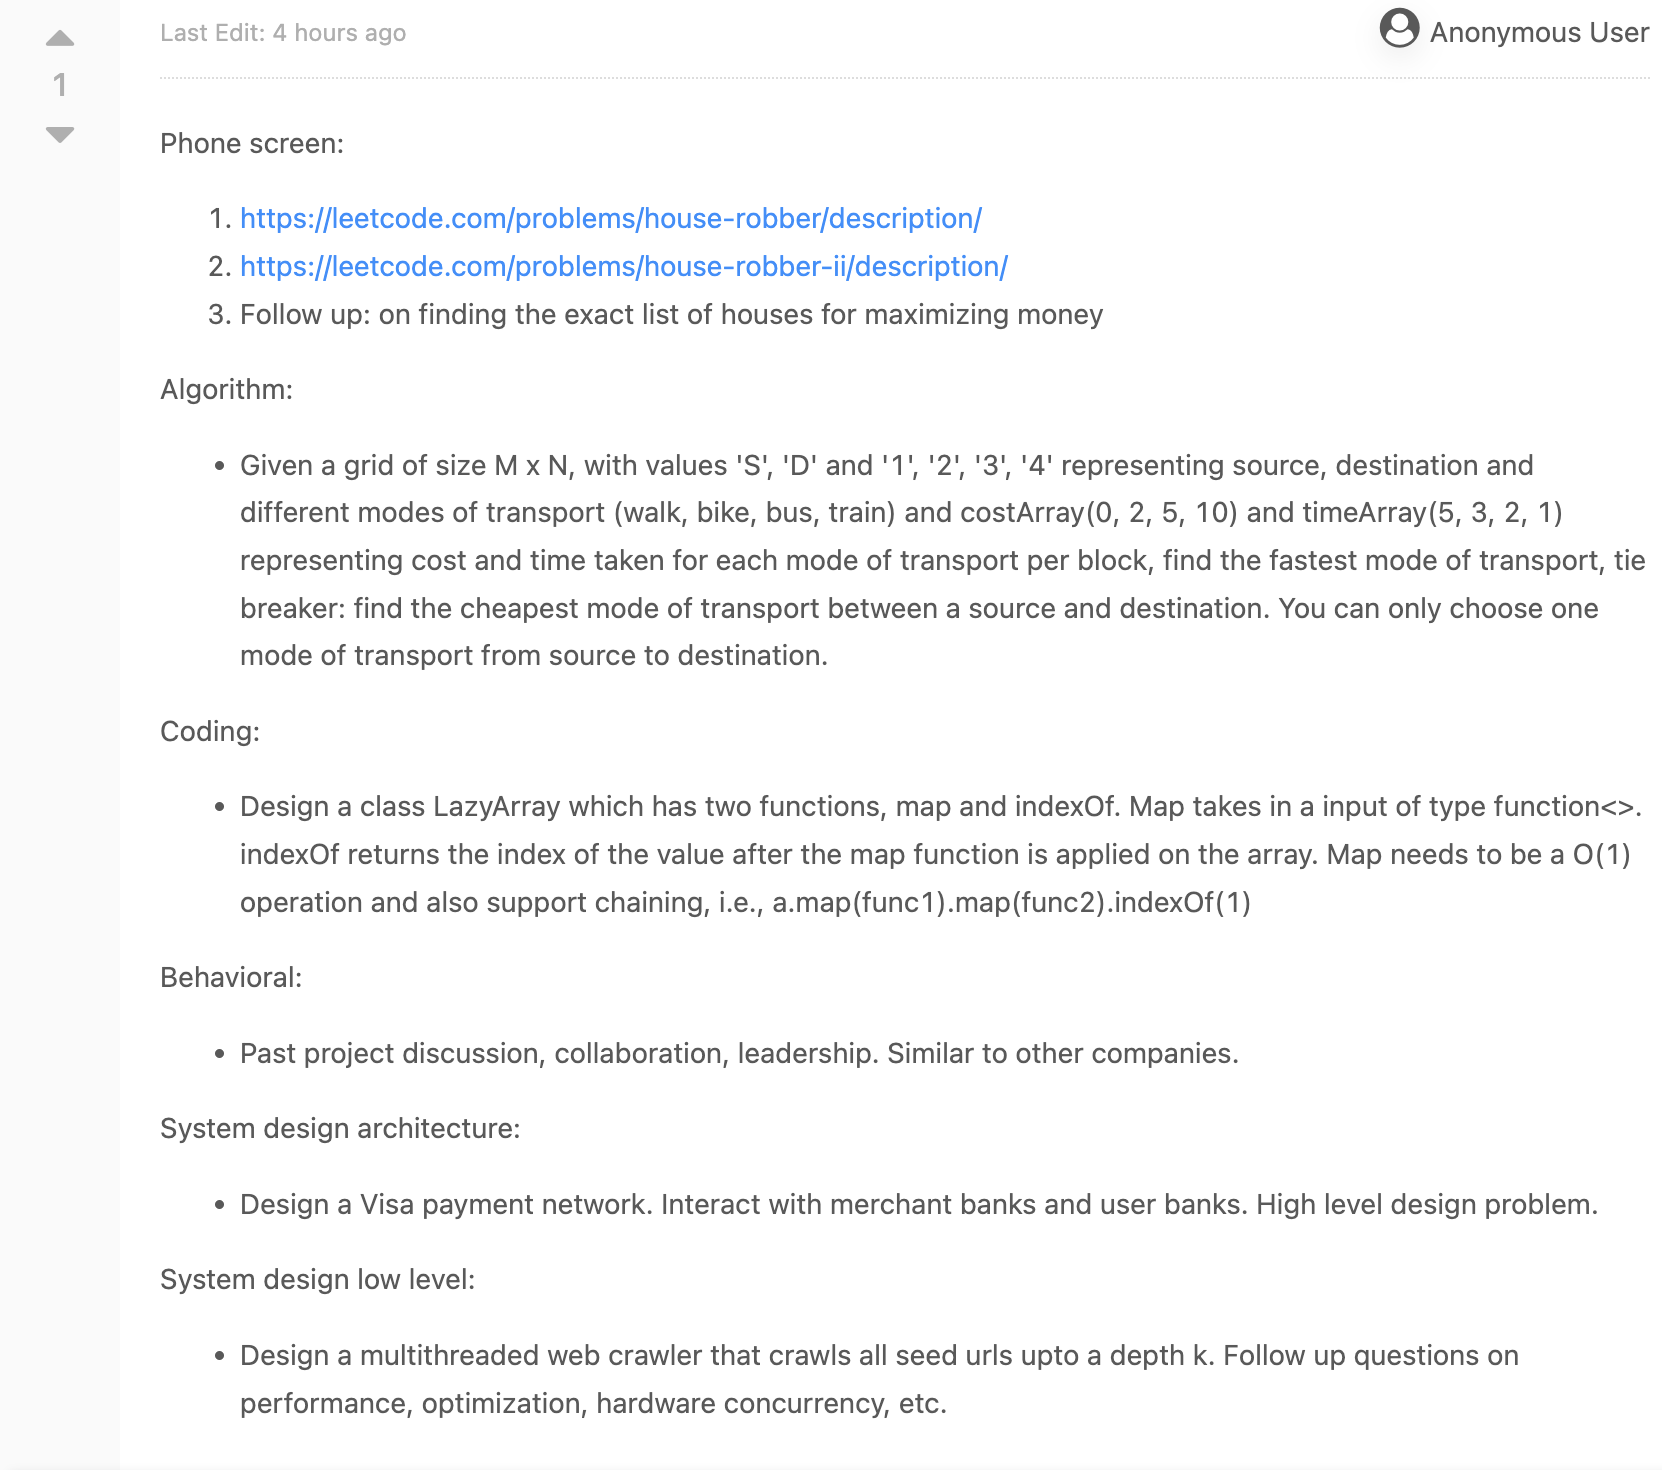 Last Edit: 4 hours ago
Anonymous User
1
Phone screen:
1. https://leetcode.com/problems/house-robber/description/
2. https://leetcode.com/problems/house-robber-ii/description/
3. Follow up: on finding the exact list of houses for maximizing money
Algorithm:
• Given a grid of size M x N, with values 'S', 'D' and '1', '2', '3', '4' representing source, destination and
different modes of transport (walk, bike, bus, train) and costArray(0, 2, 5, 10) and timeArray(5, 3, 2, 1)
representing cost and time taken for each mode of transport per block, find the fastest mode of transport, tie
breaker: find the cheapest mode of transport between a source and destination. You can only choose one
mode of transport from source to destination.
Coding:
• Design a class LazyArray which has two functions, map and indexOf. Map takes in a input of type function<>.
indexOf returns the index of the value after the map function is applied on the array. Map needs to be a O(1)
operation and also support chaining, i.e., a.map(func1).map(func2).indexOf(1)
Behavioral:
• Past project discussion, collaboration, leadership. Similar to other companies.
System design architecture:
• Design a Visa payment network. Interact with merchant banks and user banks. High level design problem.
System design low level:
• Design a multithreaded web crawler that crawls all seed urls upto a depth k. Follow up questions on
performance, optimization, hardware concurrency, etc.